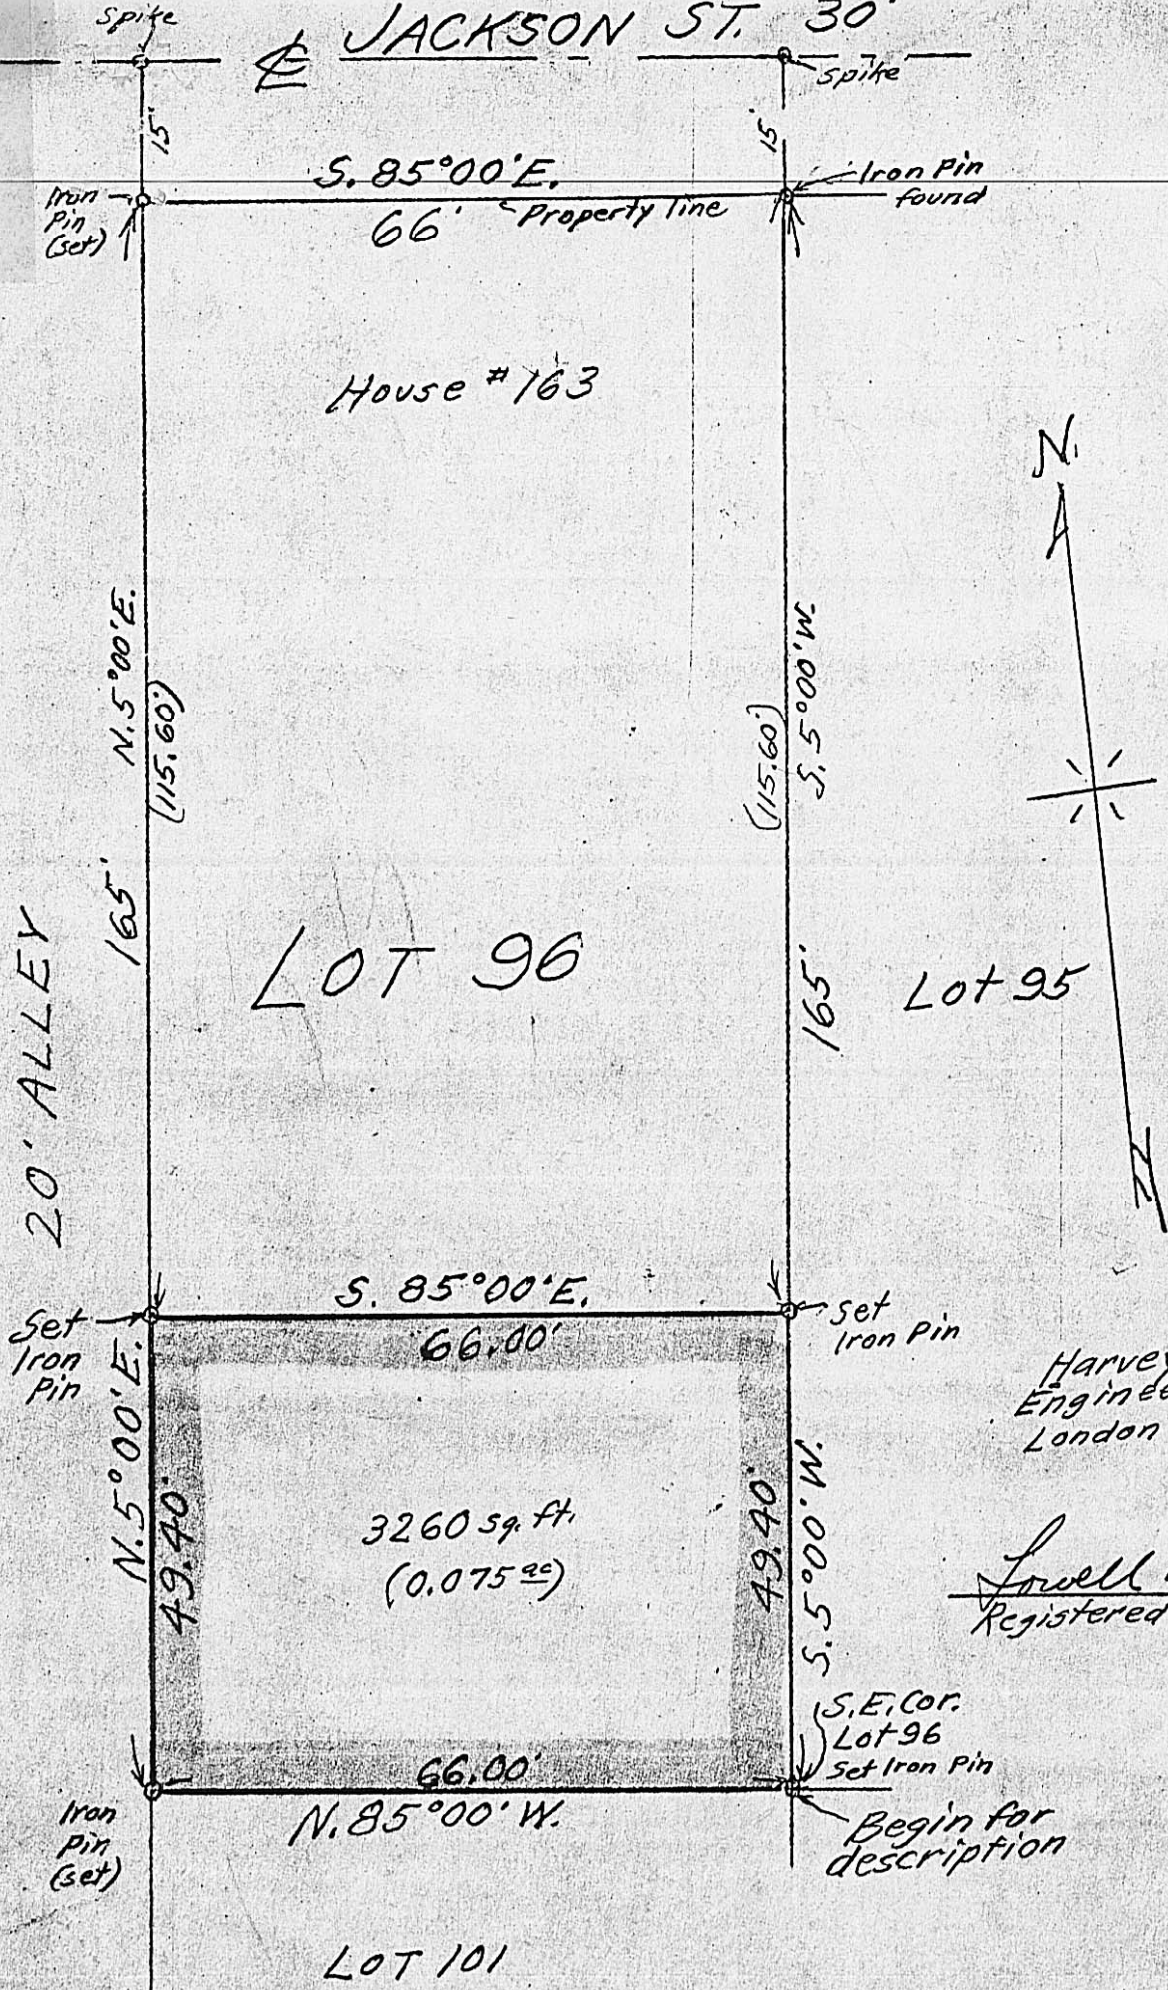 spike
℄ JACKSON ST. 30'
spike
15'
15'
S. 85°00'E.
66'
Property line
Iron Pin
found
Iron
Pin
(set)
House #163
N.
N. 5°00'E.
(115.60')
165'
S. 5°00'W.
(115.60')
165'
20' ALLEY
LOT 96
Lot 95
S. 85°00'E.
66.00'
Set
Iron
Pin
set
Iron Pin
N. 5°00'E.
49.40'
3260 sq. ft.
(0.075 ac)
49.40'
S. 5°00'W.
Harvey
Enginee
London
Lowell
Registered
S.E. Cor.
Lot 96
Set Iron Pin
66.00'
N. 85°00' W.
Begin for
description
Iron
Pin
(set)
LOT 101